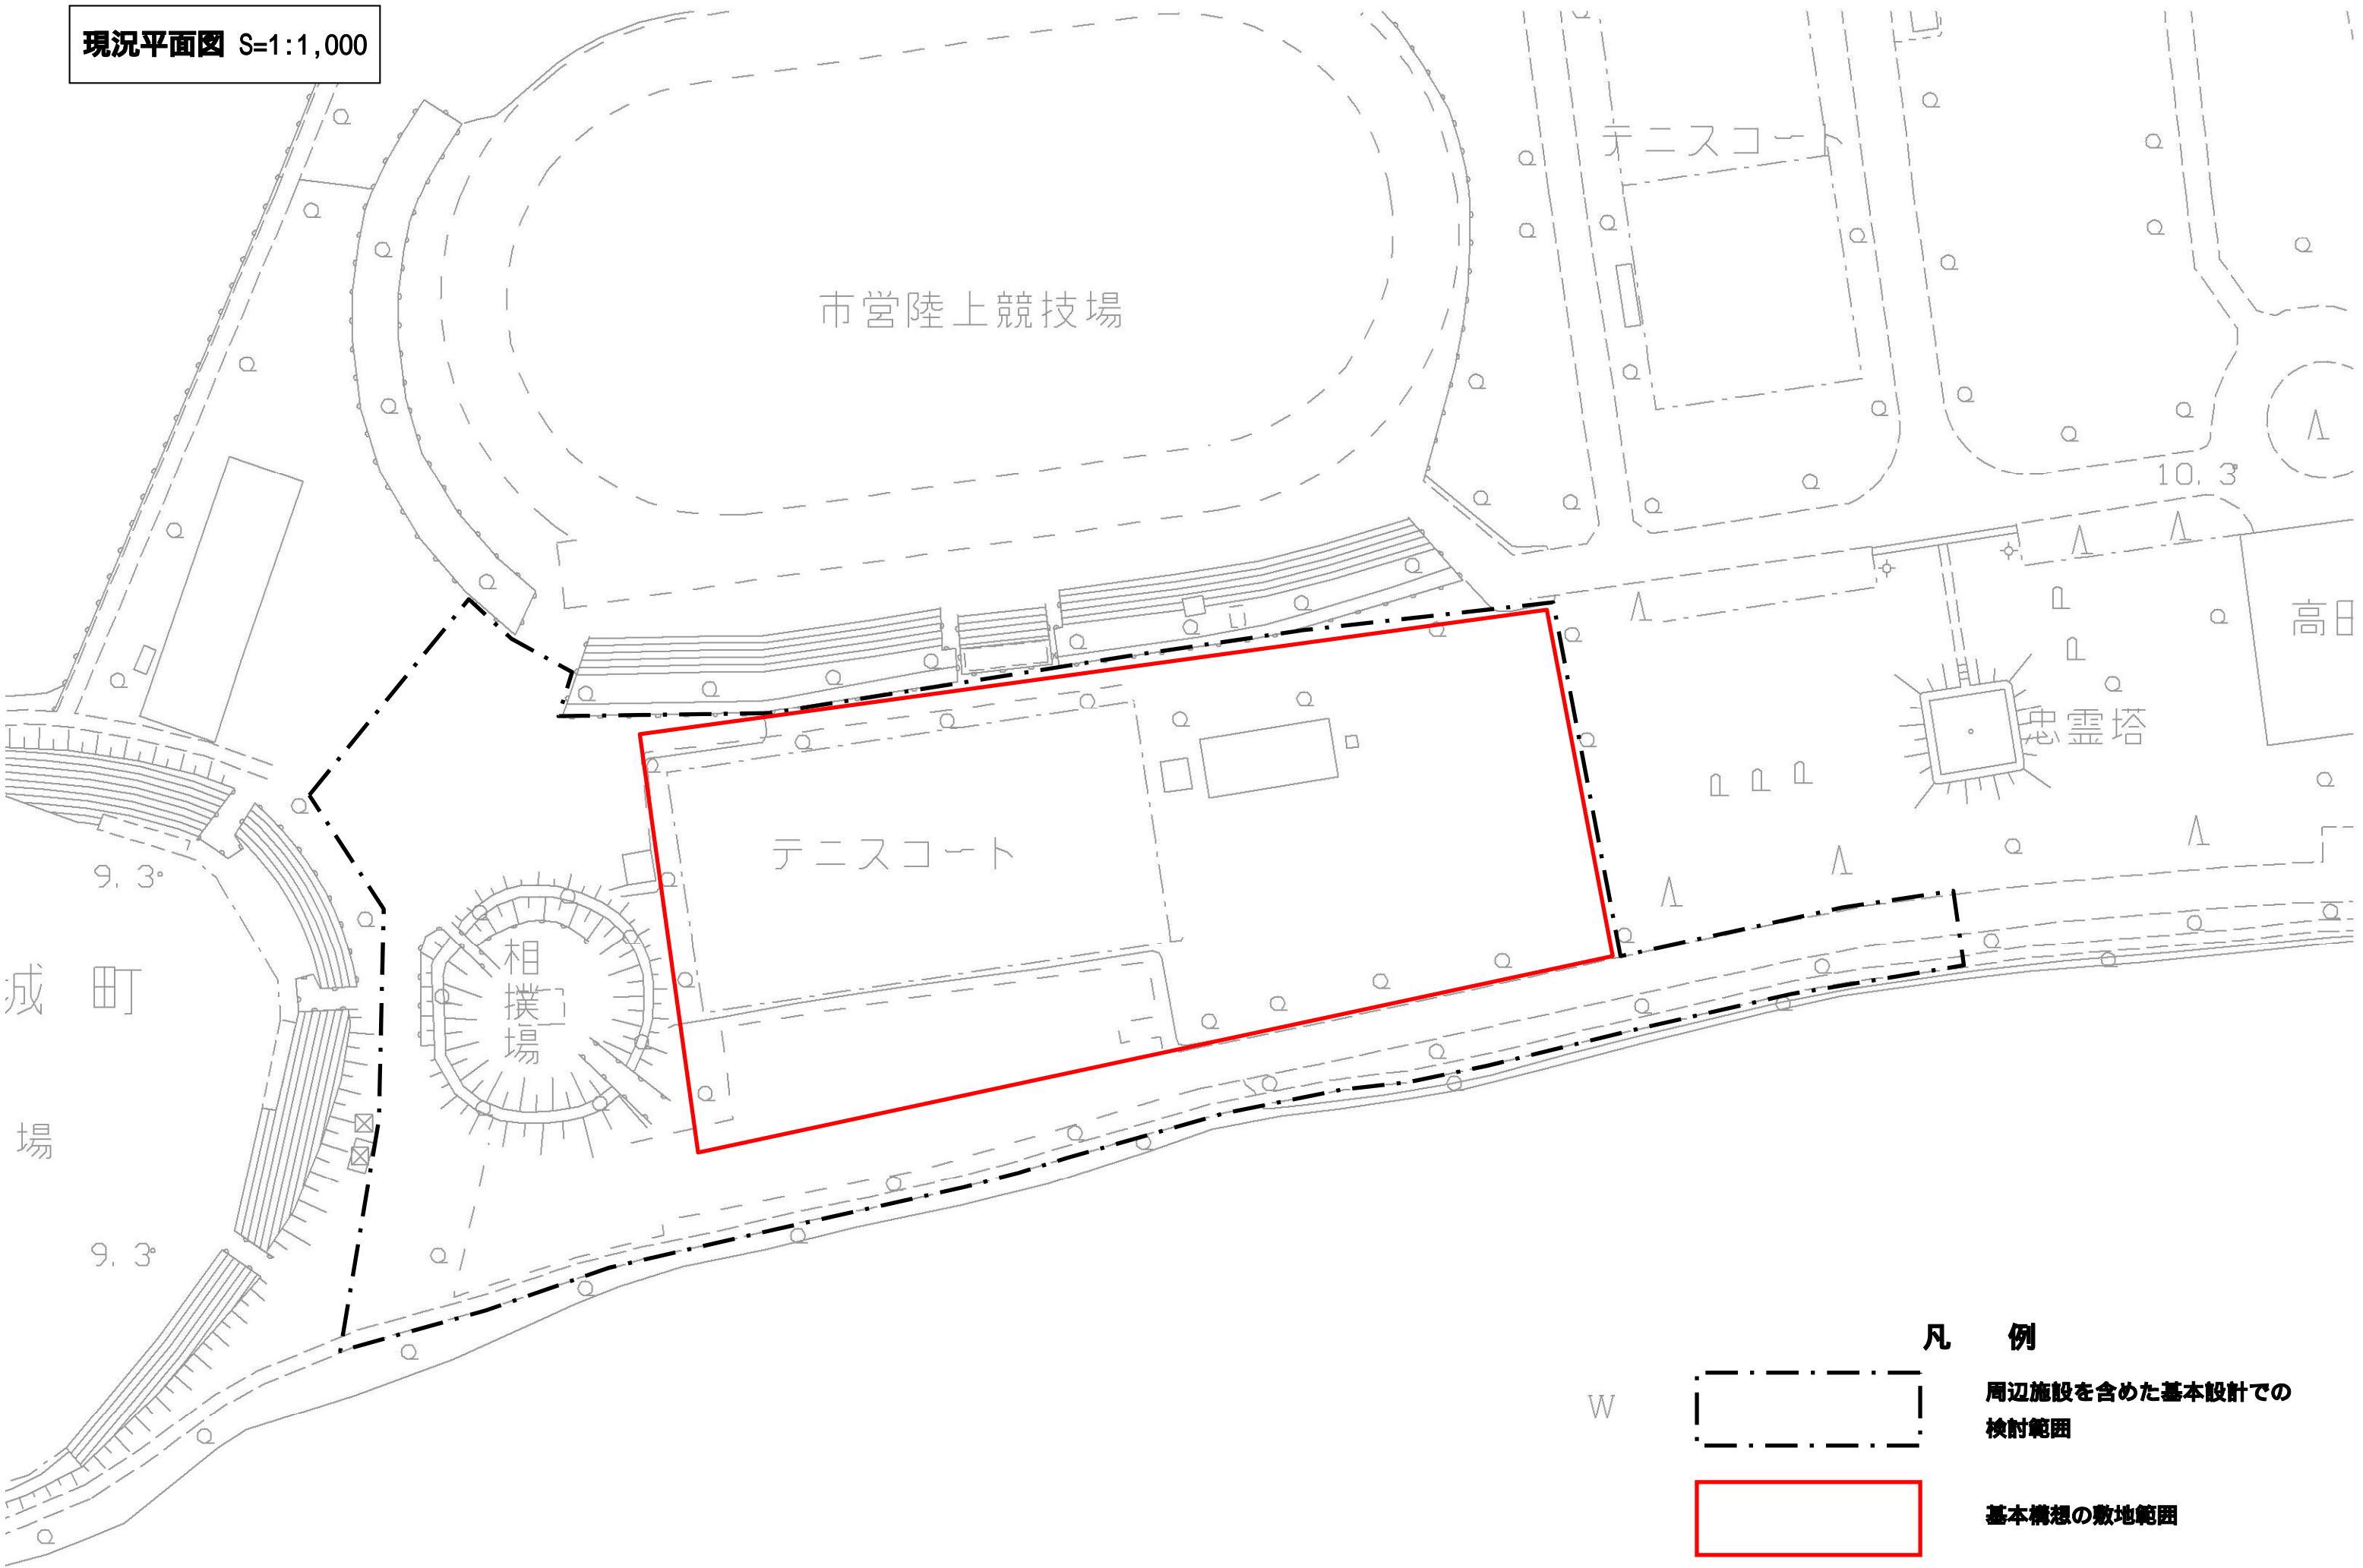 現況平面図 S=1:1,000
テニスコート
市営陸上競技場
10.3
高田
忠霊塔
テニスコート
9.3
相撲場
城町
場
9.3
凡 例
W
周辺施設を含めた基本設計での
検討範囲
基本構想の敷地範囲